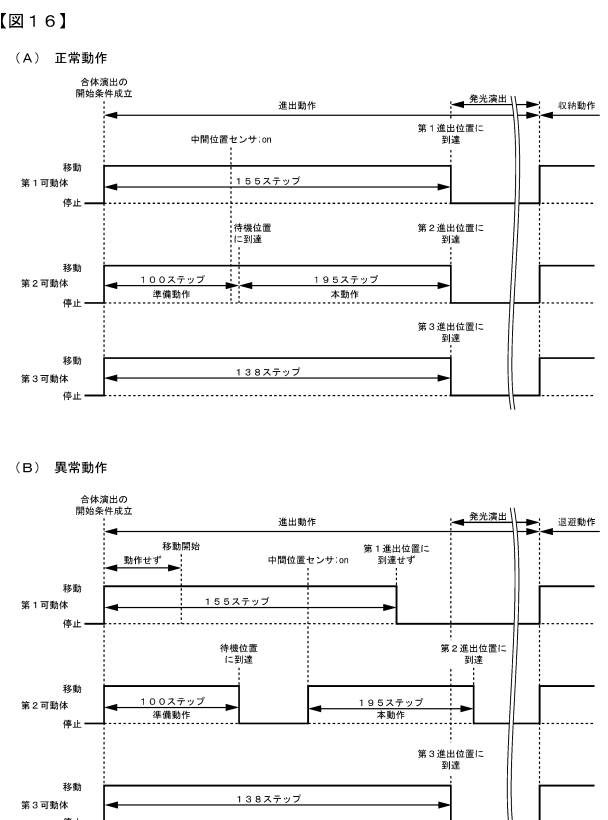 【図１６】
（Ａ） 正常動作
合体演出の
開始条件成立
発光演出
進出動作
収納動作
第１進出位置に
到達
中間位置センサ;on
移動
第１可動体
１５５ステップ
停止
待機位置
に到達
第２進出位置に
到達
移動
第２可動体
１００ステップ
１９５ステップ
準備動作
本動作
停止
第３進出位置に
到達
移動
第３可動体
１３８ステップ
停止
（Ｂ） 異常動作
合体演出の
開始条件成立
発光演出
進出動作
退避動作
移動開始
動作せず
中間位置センサ;on
第１進出位置に
到達せず
移動
第１可動体
１５５ステップ
停止
待機位置
に到達
第２進出位置に
到達
移動
第２可動体
１００ステップ
１９５ステップ
準備動作
本動作
停止
第３進出位置に
到達
移動
第３可動体
１３８ステップ